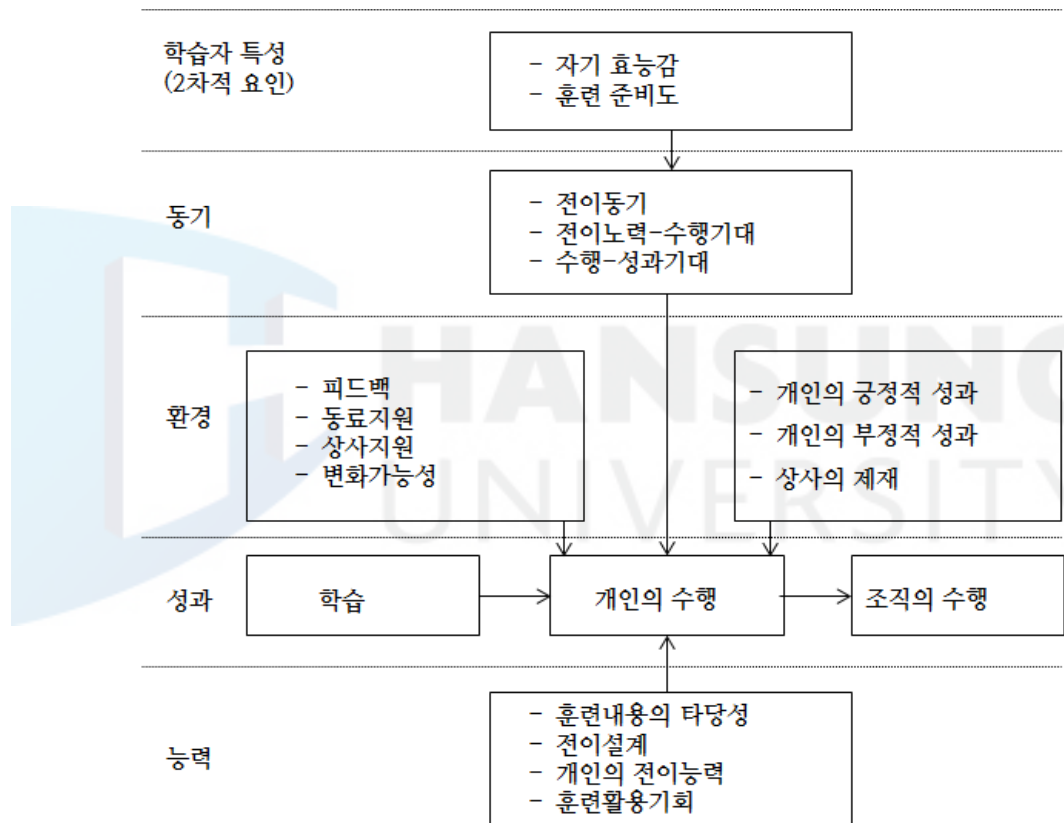 학습자 특성
(2차적 요인)
- 자기 효능감
- 훈련 준비도
동기
- 전이동기
- 전이노력-수행기대
- 수행-성과기대
HANSUNG
UNIVERSITY
환경
- 피드백
- 동료지원
- 상사지원
- 변화가능성
- 개인의 긍정적 성과
- 개인의 부정적 성과
- 상사의 제재
성과
학습
개인의 수행
조직의 수행
능력
- 훈련내용의 타당성
- 전이설계
- 개인의 전이능력
- 훈련활용기회